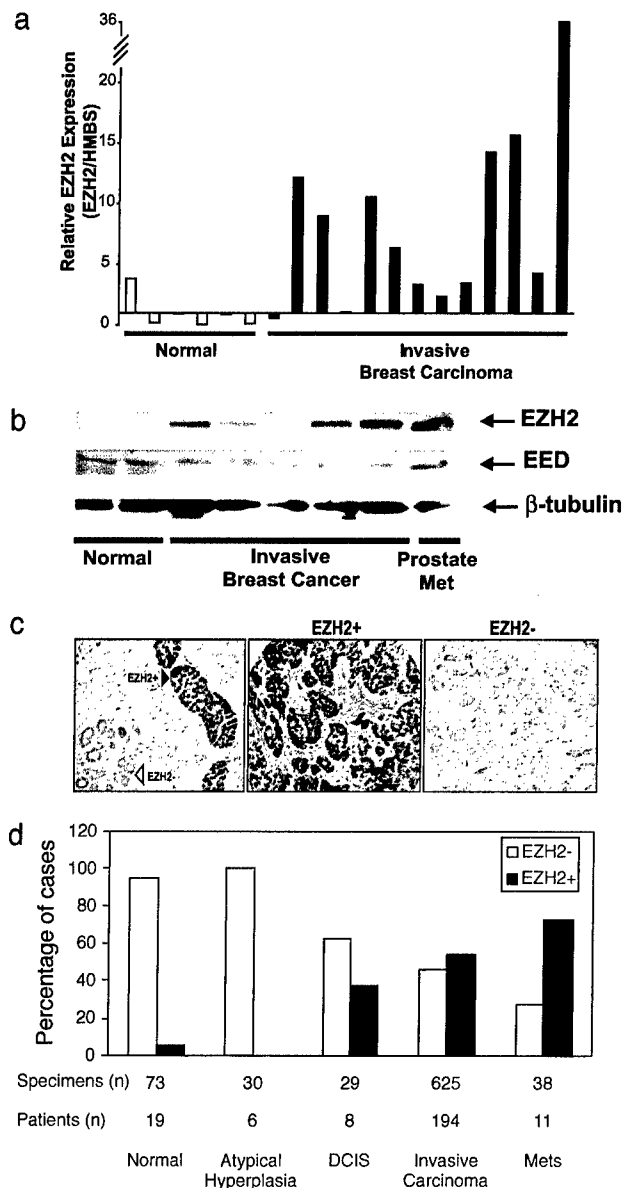 a
36
20
15
10
5
0
Relative EZH2 Expression
(EZH2/HMBS)
Normal
Invasive
Breast Carcinoma
b
EZH2
EED
β-tubulin
Normal
Invasive
Breast Cancer
Prostate
Met
c
EZH2+
EZH2-
EZH2+
EZH2-
d
120
100
80
60
40
20
0
Percentage of cases
EZH2-
EZH2+
Specimens (n) 73 30 29 625 38
Patients (n) 19 6 8 194 11
Normal Atypical Hyperplasia DCIS Invasive Carcinoma Mets